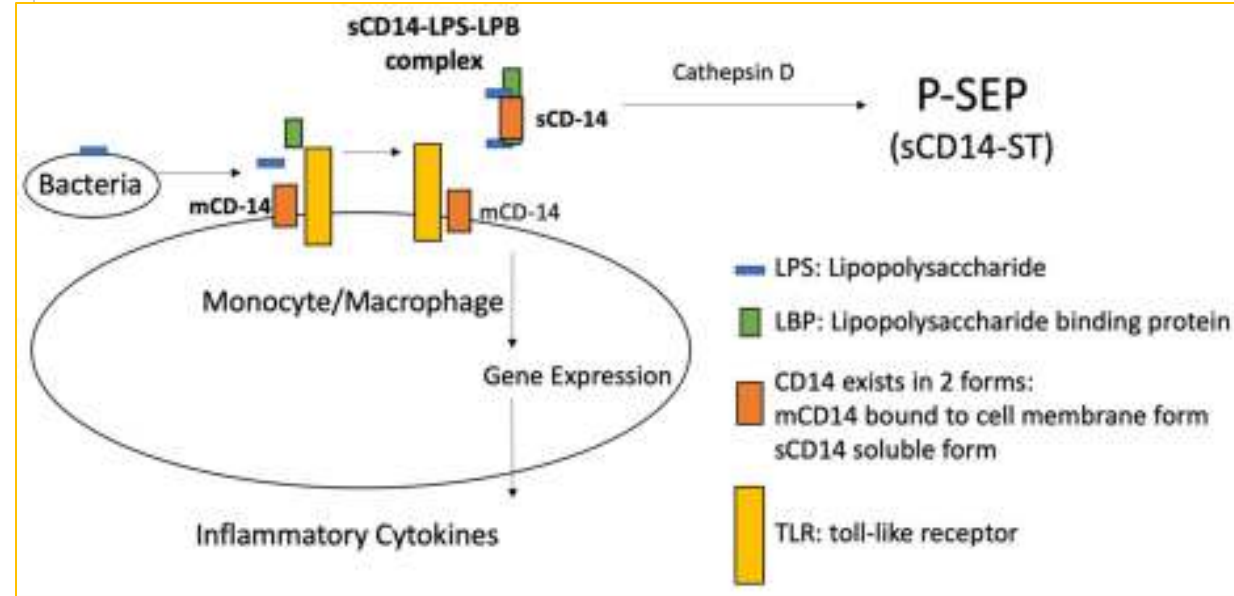 sCD14-LPS-LPB
complex
Cathepsin D
P-SEP
(sCD14-ST)
sCD-14
Bacteria
mCD-14
mCD-14
Monocyte/Macrophage
Gene Expression
Inflammatory Cytokines
LPS: Lipopolysaccharide
LBP: Lipopolysaccharide binding protein
CD14 exists in 2 forms:
mCD14 bound to cell membrane form
sCD14 soluble form
TLR: toll-like receptor